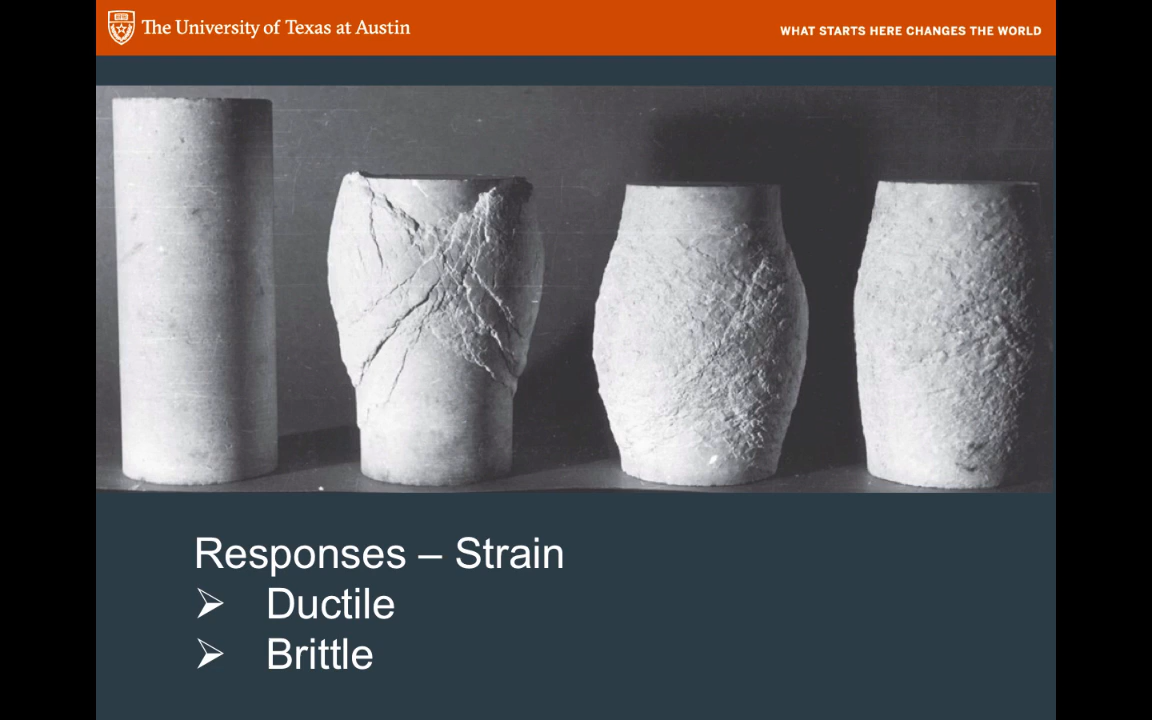 The University of Texas at Austin
WHAT STARTS HERE CHANGES THE WORLD
Responses – Strain
➢ Ductile
➢ Brittle